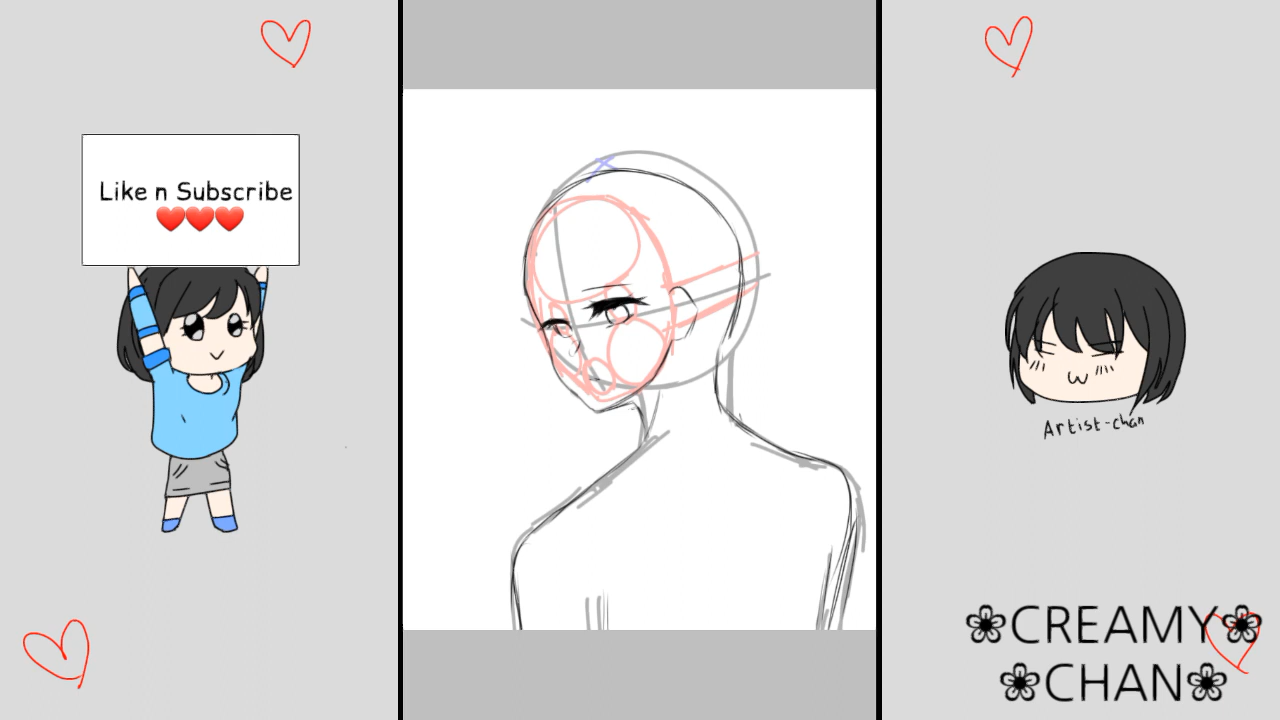 Like n Subscribe
❤️❤️❤️
Artist-chan
❀CREAMY❀
❀CHAN❀